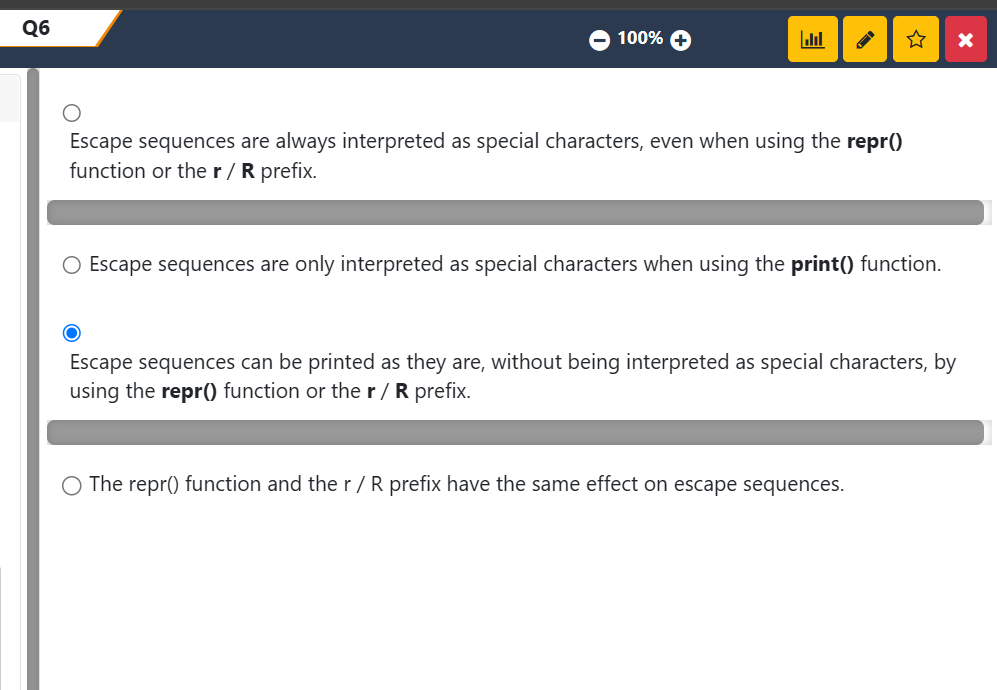 Q6
100%
Escape sequences are always interpreted as special characters, even when using the repr()
function or the r / R prefix.
Escape sequences are only interpreted as special characters when using the print() function.
Escape sequences can be printed as they are, without being interpreted as special characters, by
using the repr() function or the r / R prefix.
The repr() function and the r / R prefix have the same effect on escape sequences.